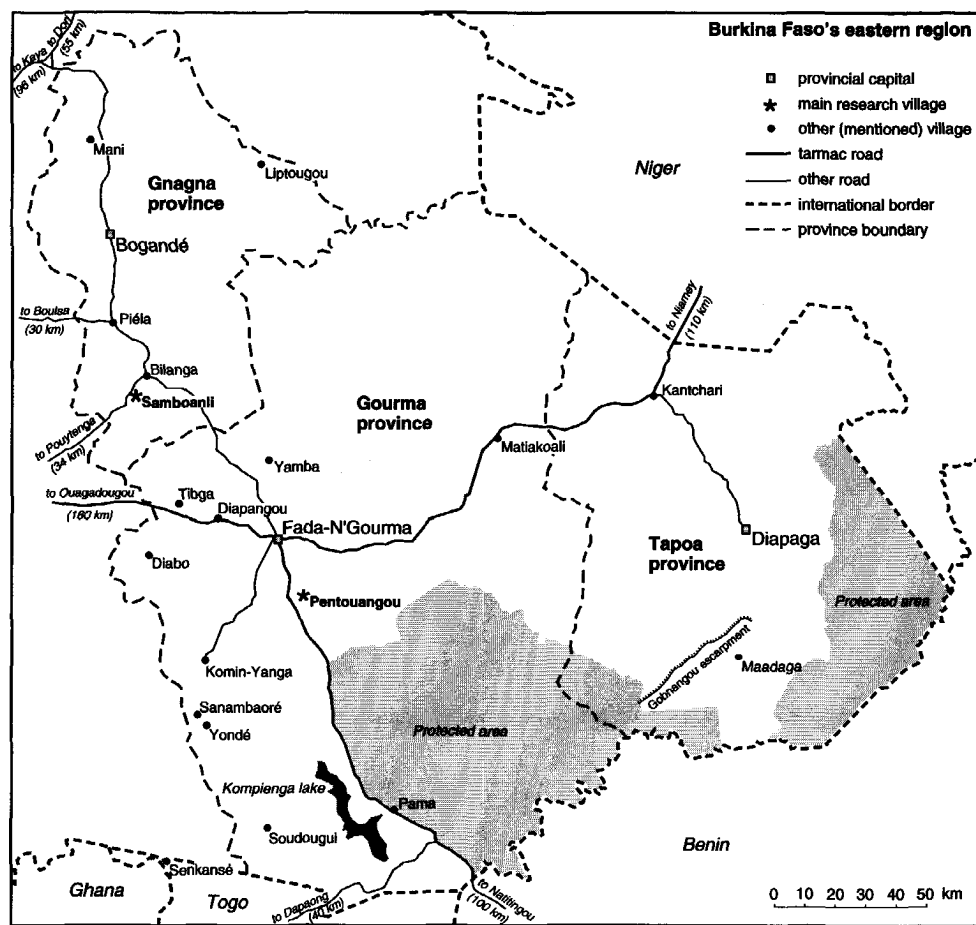 Burkina Faso's eastern region
provincial capital
main research village
other (mentioned) village
tarmac road
other road
international border
province boundary
to Kaya
(96 km)
to Dori
(55 km)
Mani
Liptougou
Niger
Gnagna
province
Bogandé
to Boulsa
(30 km)
Piéla
to Niamey
(110 km)
Bilanga
Samboanli
Kantchari
to Pouytenga
(34 km)
Gourma
province
Matiakoali
Yamba
to Ouagadougou
(180 km)
Tibga
Diapangou
Fada-N'Gourma
Diapaga
Tapoa
province
Diabo
Pentouangou
Protected area
Gobnangou escarpment
Maadaga
Komin-Yanga
Sanambaoré
Yondé
Protected area
Kompienga lake
Pama
Soudougui
Benin
Senkansé
Ghana
Togo
to Dapaong
(40 km)
to Natitingou
(100 km)
0 10 20 30 40 50 km